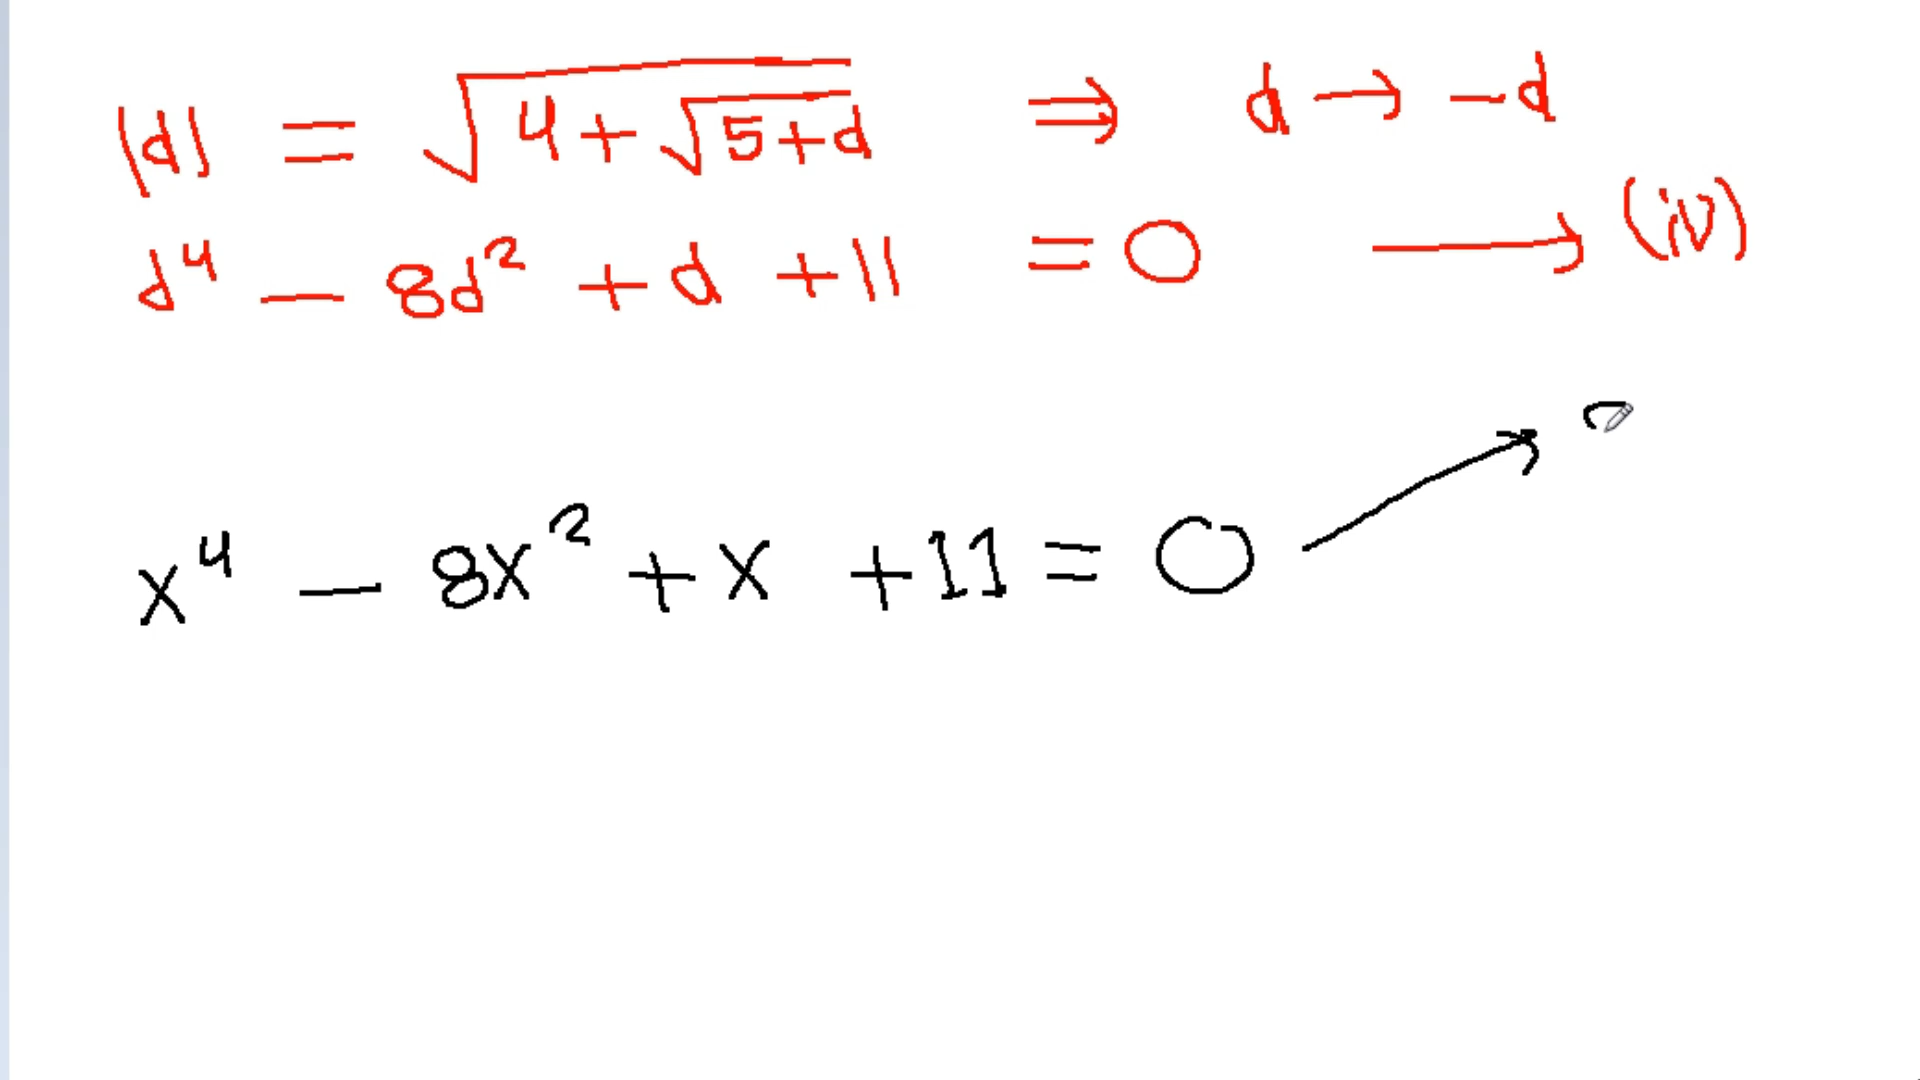 |d| = √(4+√(5+d)) ⇒ d → -d
d⁴ - 8d² + d + 11 = 0 → (iv)
x⁴ - 8x² + x + 11 = 0 →